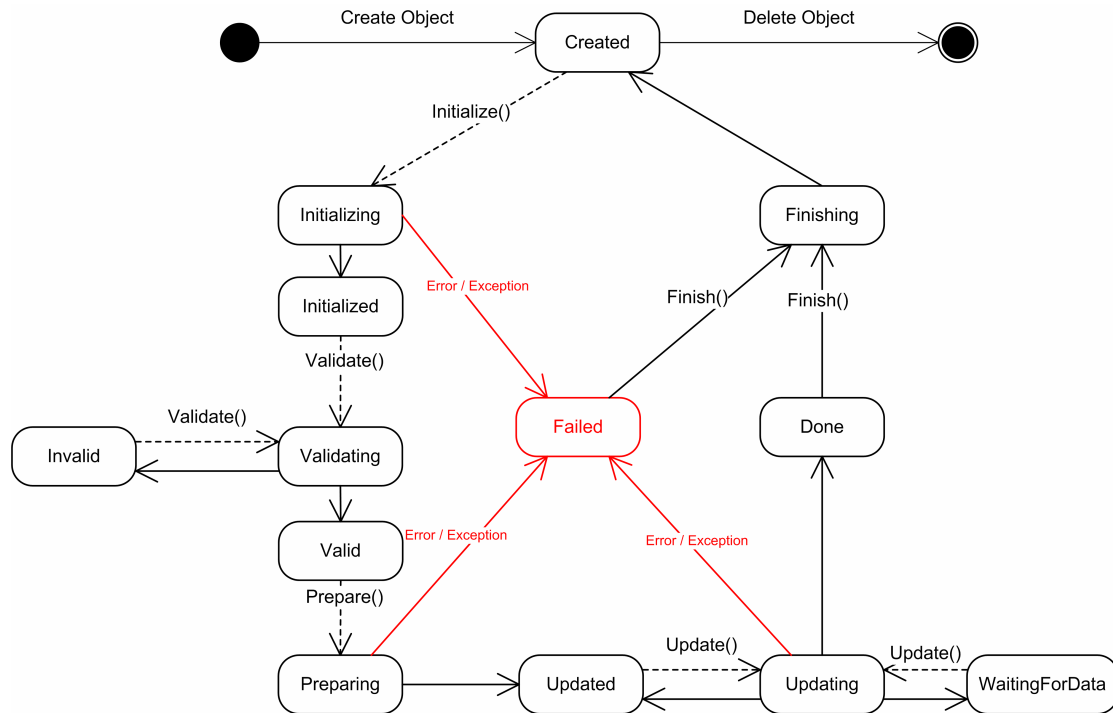 Create Object
Delete Object
Created
Initialize()
Initializing
Finishing
Error / Exception
Initialized
Finish()
Finish()
Validate()
Validate()
Failed
Done
Invalid
Validating
Error / Exception
Error / Exception
Valid
Prepare()
Update()
Update()
Preparing
Updated
Updating
WaitingForData